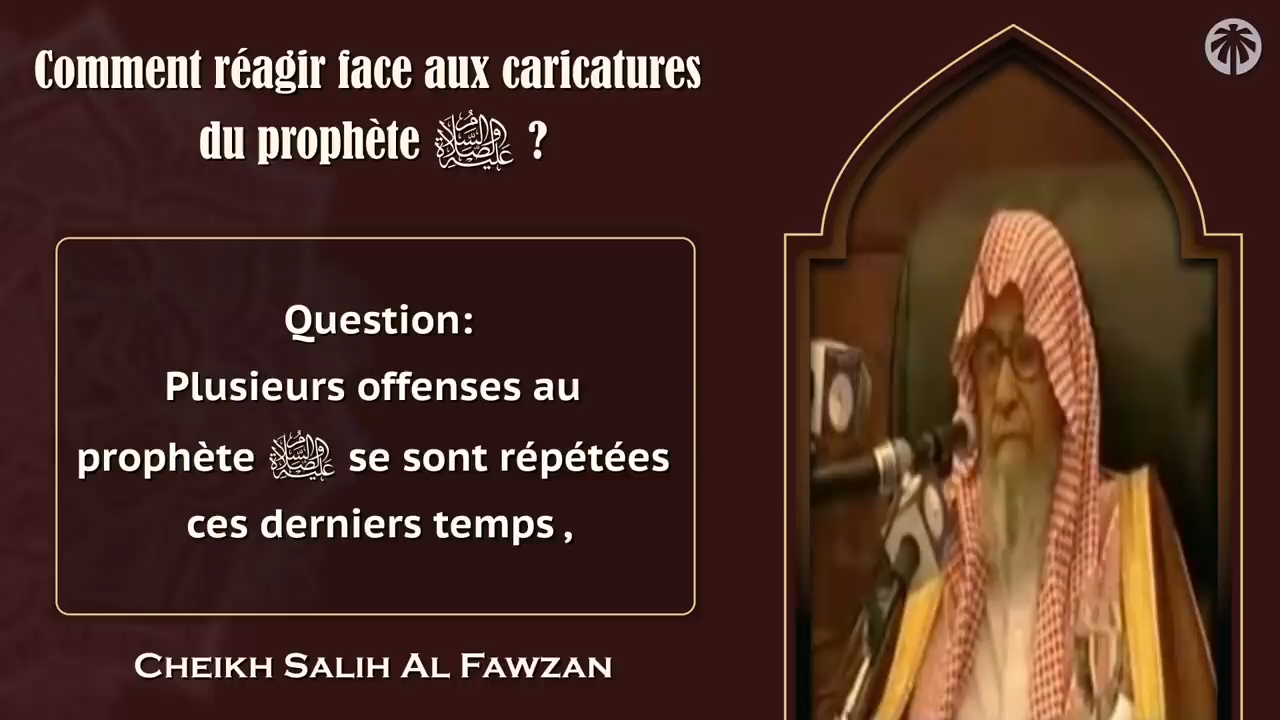 Comment réagir face aux caricatures
du prophète عليه الصلاة والسلام ?
Question:
Plusieurs offenses au
prophète عليه الصلاة والسلام se sont répétées
ces derniers temps ,
CHEIKH SALIH AL FAWZAN